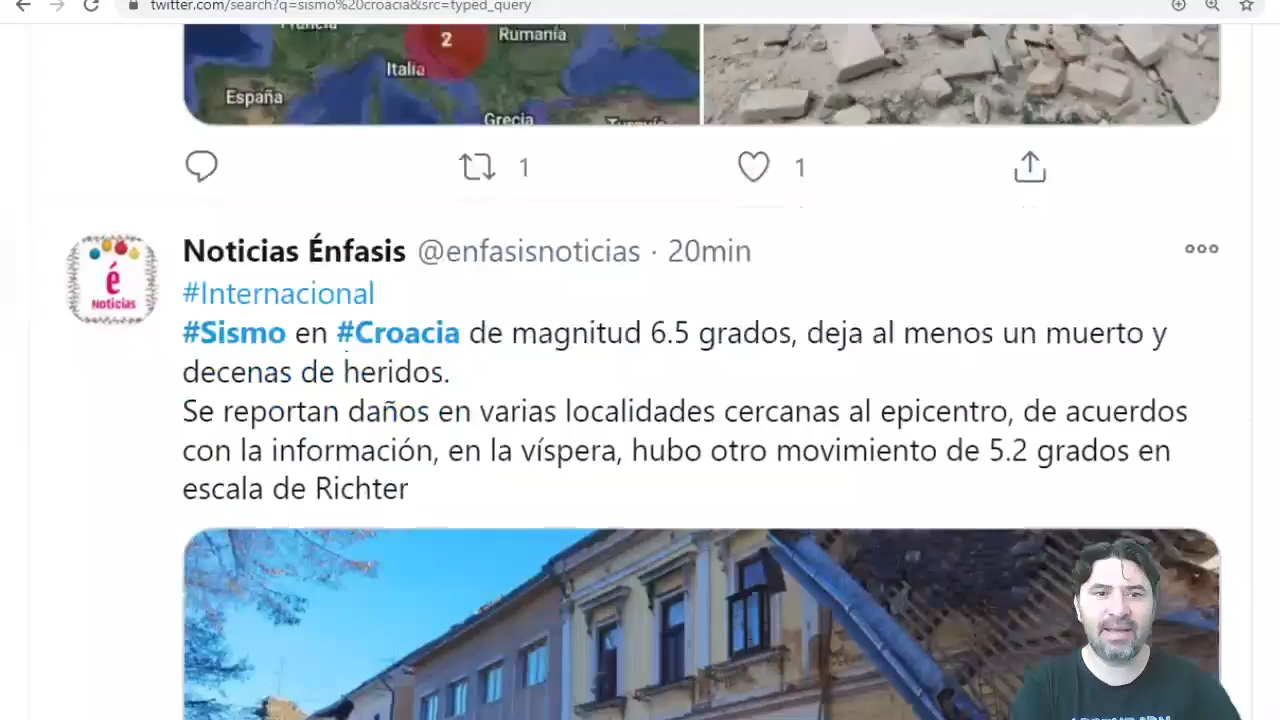 twitter.com/search?q=sismo%20croacia&src=typed_query
Francia
2
Rumanía
Italia
España
Grecia
Turquía
1
1
Noticias Énfasis @enfasisnoticias · 20min
é
Noticias
#Internacional
#Sismo en #Croacia de magnitud 6.5 grados, deja al menos un muerto y
decenas de heridos.
Se reportan daños en varias localidades cercanas al epicentro, de acuerdos
con la información, en la víspera, hubo otro movimiento de 5.2 grados en
escala de Richter